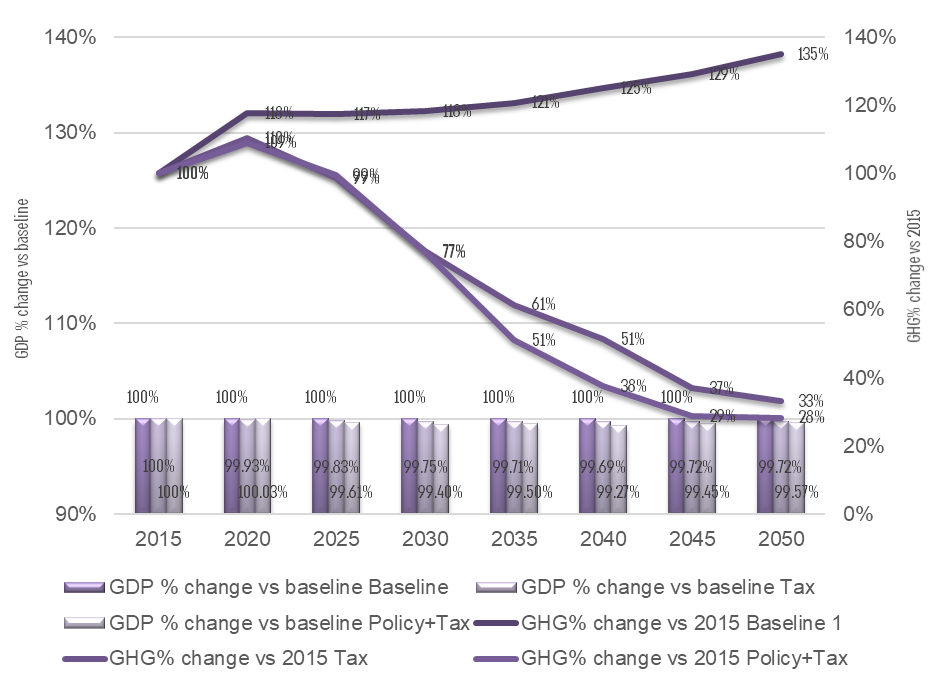 140%
140%
135%
129%
125%
130%
120%
118%
117%
118%
121%
110%
109%
100%
100%
99%
99%
120%
80%
77%
110%
60%
61%
51%
51%
40%
38%
37%
33%
29%
28%
100%
20%
100% 100% 100% 100% 100% 100% 100%
100% 99.93% 99.83% 99.75% 99.71% 99.69% 99.72% 99.72%
100% 100.03% 99.61% 99.40% 99.50% 99.27% 99.45% 99.57%
90%
0%
2015 2020 2025 2030 2035 2040 2045 2050
GDP % change vs baseline
GHG% change vs 2015
GDP % change vs baseline Baseline
GDP % change vs baseline Tax
GDP % change vs baseline Policy+Tax
GHG% change vs 2015 Baseline 1
GHG% change vs 2015 Tax
GHG% change vs 2015 Policy+Tax